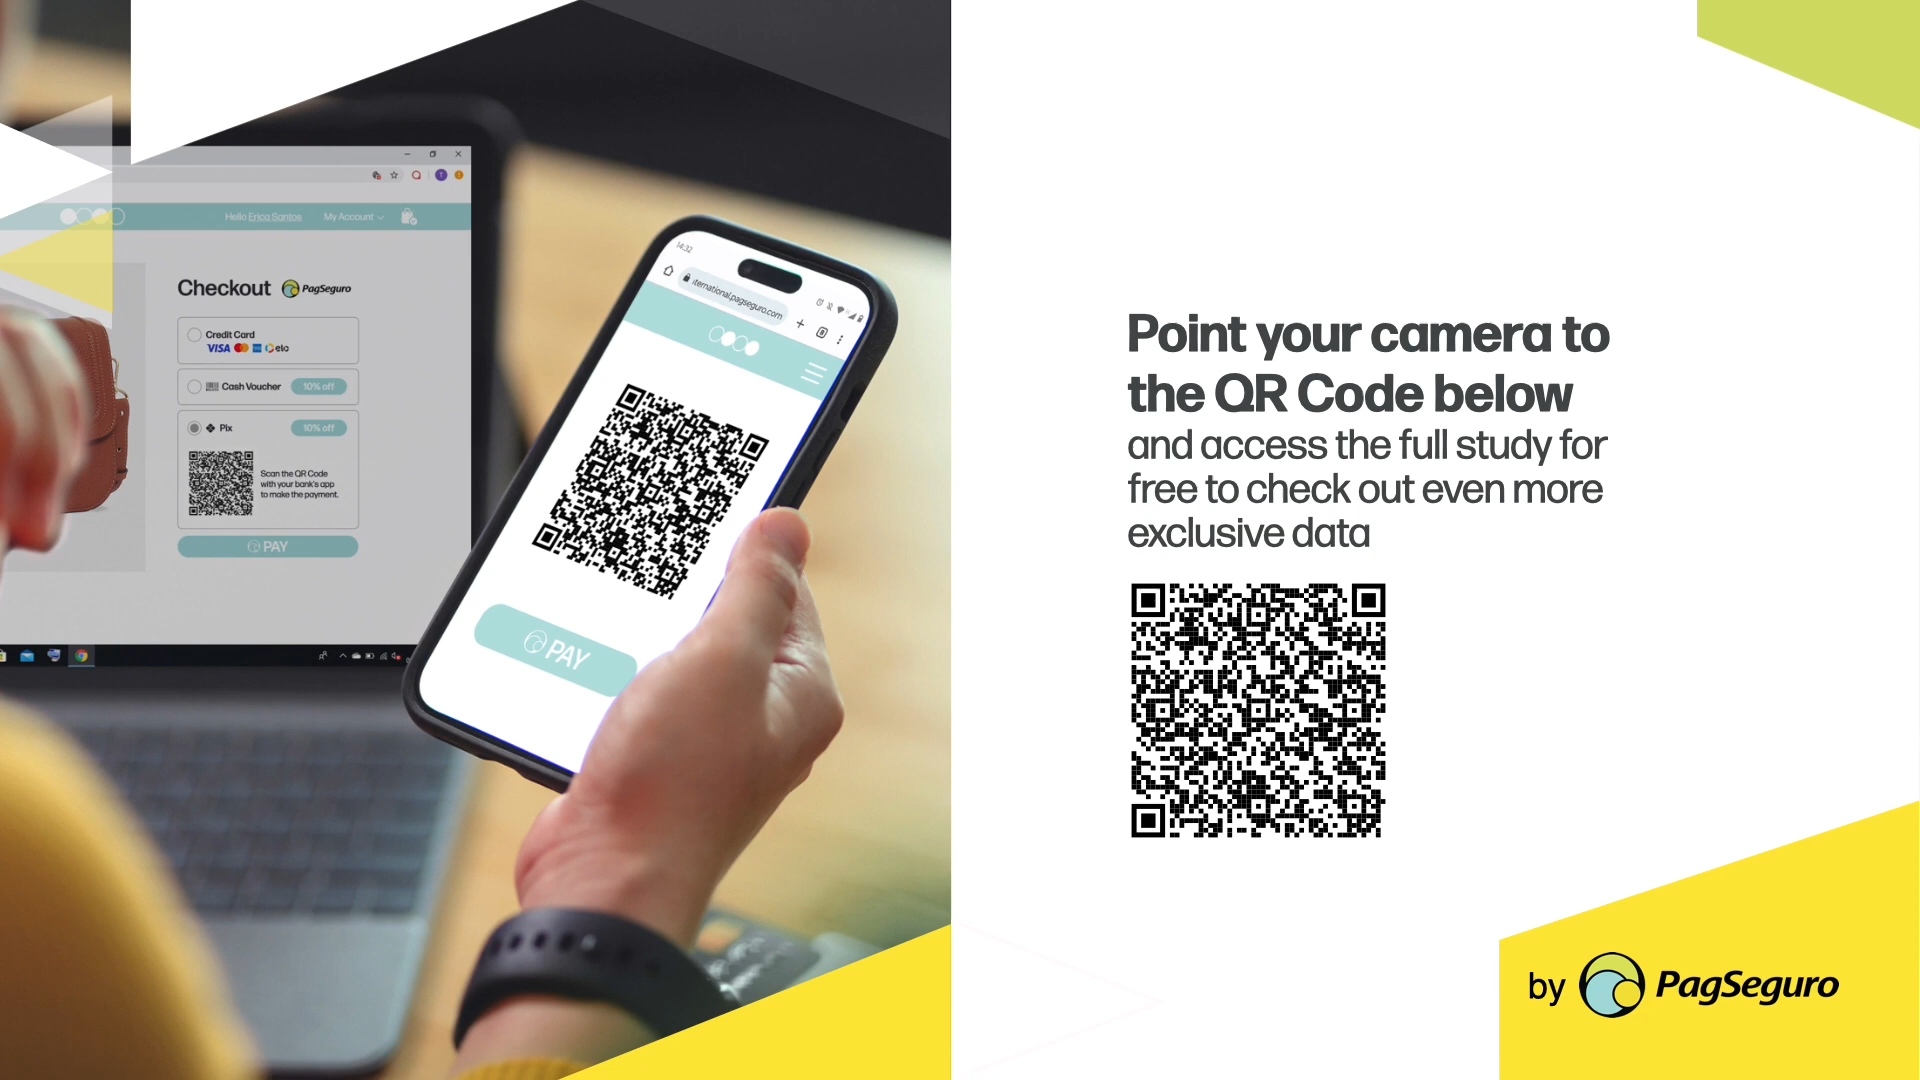 Hello Erica Santos
My Account
Checkout PagSeguro
Credit Card
VISA elo
Cash Voucher 10% off
Pix 10% off
Scan the QR Code
with your bank's app
to make the payment.
PAY
14:32
ternational.pagseguro.com
PAY
Point your camera to
the QR Code below
and access the full study for
free to check out even more
exclusive data
by PagSeguro